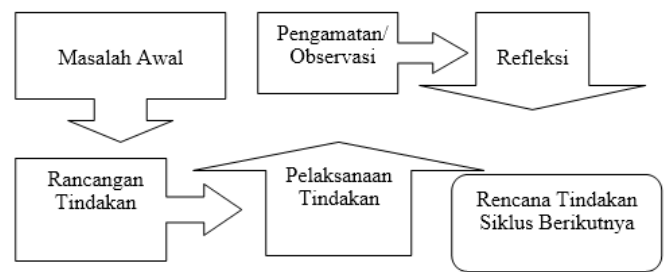 Masalah Awal
Pengamatan/
Observasi
Refleksi
Rancangan
Tindakan
Pelaksanaan
Tindakan
Rencana Tindakan
Siklus Berikutnya